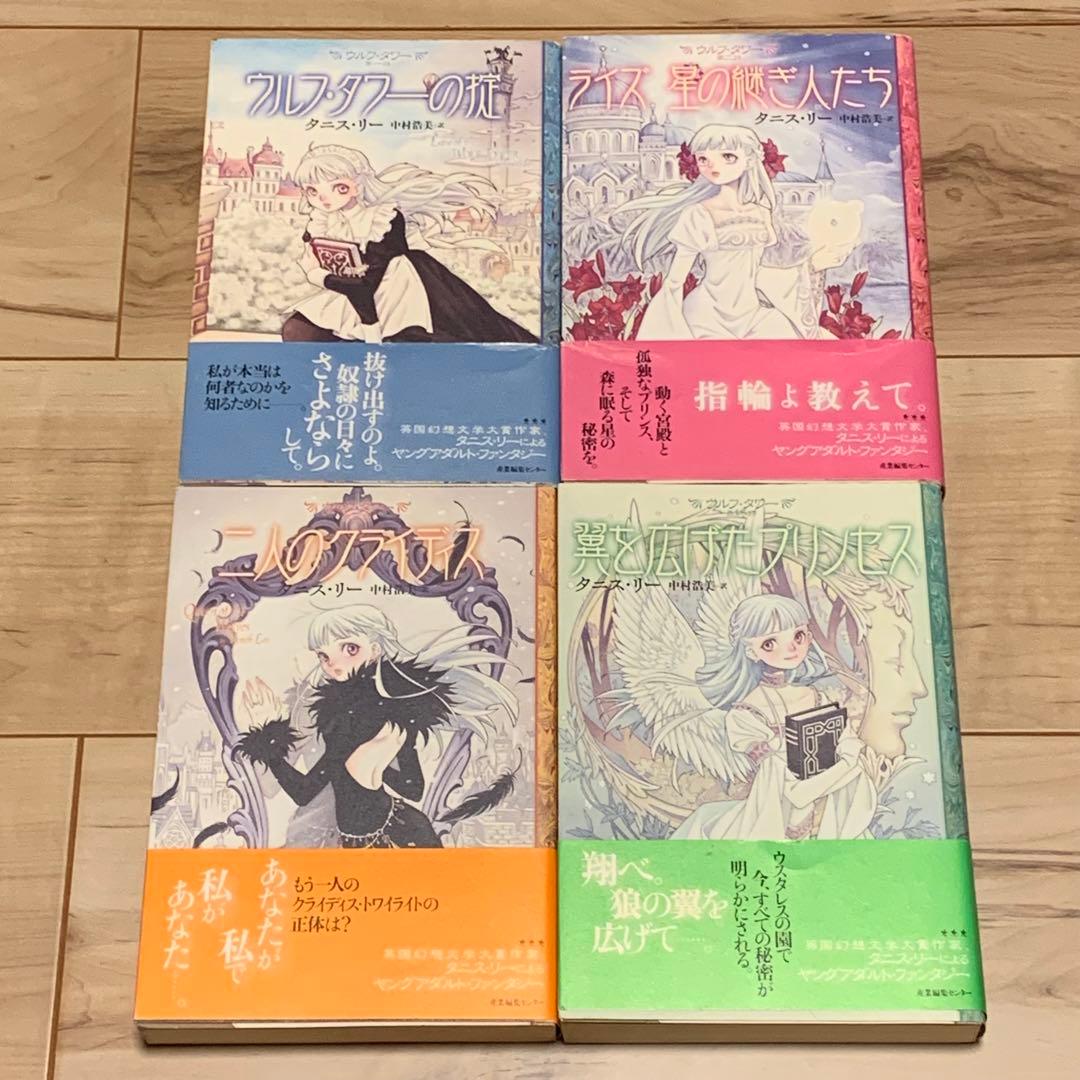 ウルフ・タワー
第一話
ウルフ・タワーの掟
タニス・リー 中村浩美 訳
私が本当は
何者なのかを
知るために――。
抜け出すのよ。
奴隷の日々に
さよなら
して。
英国幻想文学大賞作家、
タニス・リーによる
ヤングアダルト・ファンタジー
産業編集センター
ウルフ・タワー
第二話
ライズ 星の継ぎ人たち
タニス・リー 中村浩美 訳
動く宮殿と
孤独なプリンス、
そして
森に眠る星の
秘密を。
指輪よ教えて。
英国幻想文学大賞作家、
タニス・リーによる
ヤングアダルト・ファンタジー
産業編集センター
二人のクライディス
タニス・リー 中村浩美
あなたが
私で
私が
あなた……。
もう一人の
クライディス・トワイライトの
正体は?
英国幻想文学大賞作家、
タニス・リーによる
ヤングアダルト・ファンタジー
産業編集センター
ウルフ・タワー
翼を広げたプリンセス
タニス・リー 中村浩美 訳
翔べ。
狼の翼を
広げて……。
ウスタレスの園で
今、すべての秘密が
明らかにされる。
英国幻想文学大賞作家、
タニス・リーによる
ヤングアダルト・ファンタジー
産業編集センター